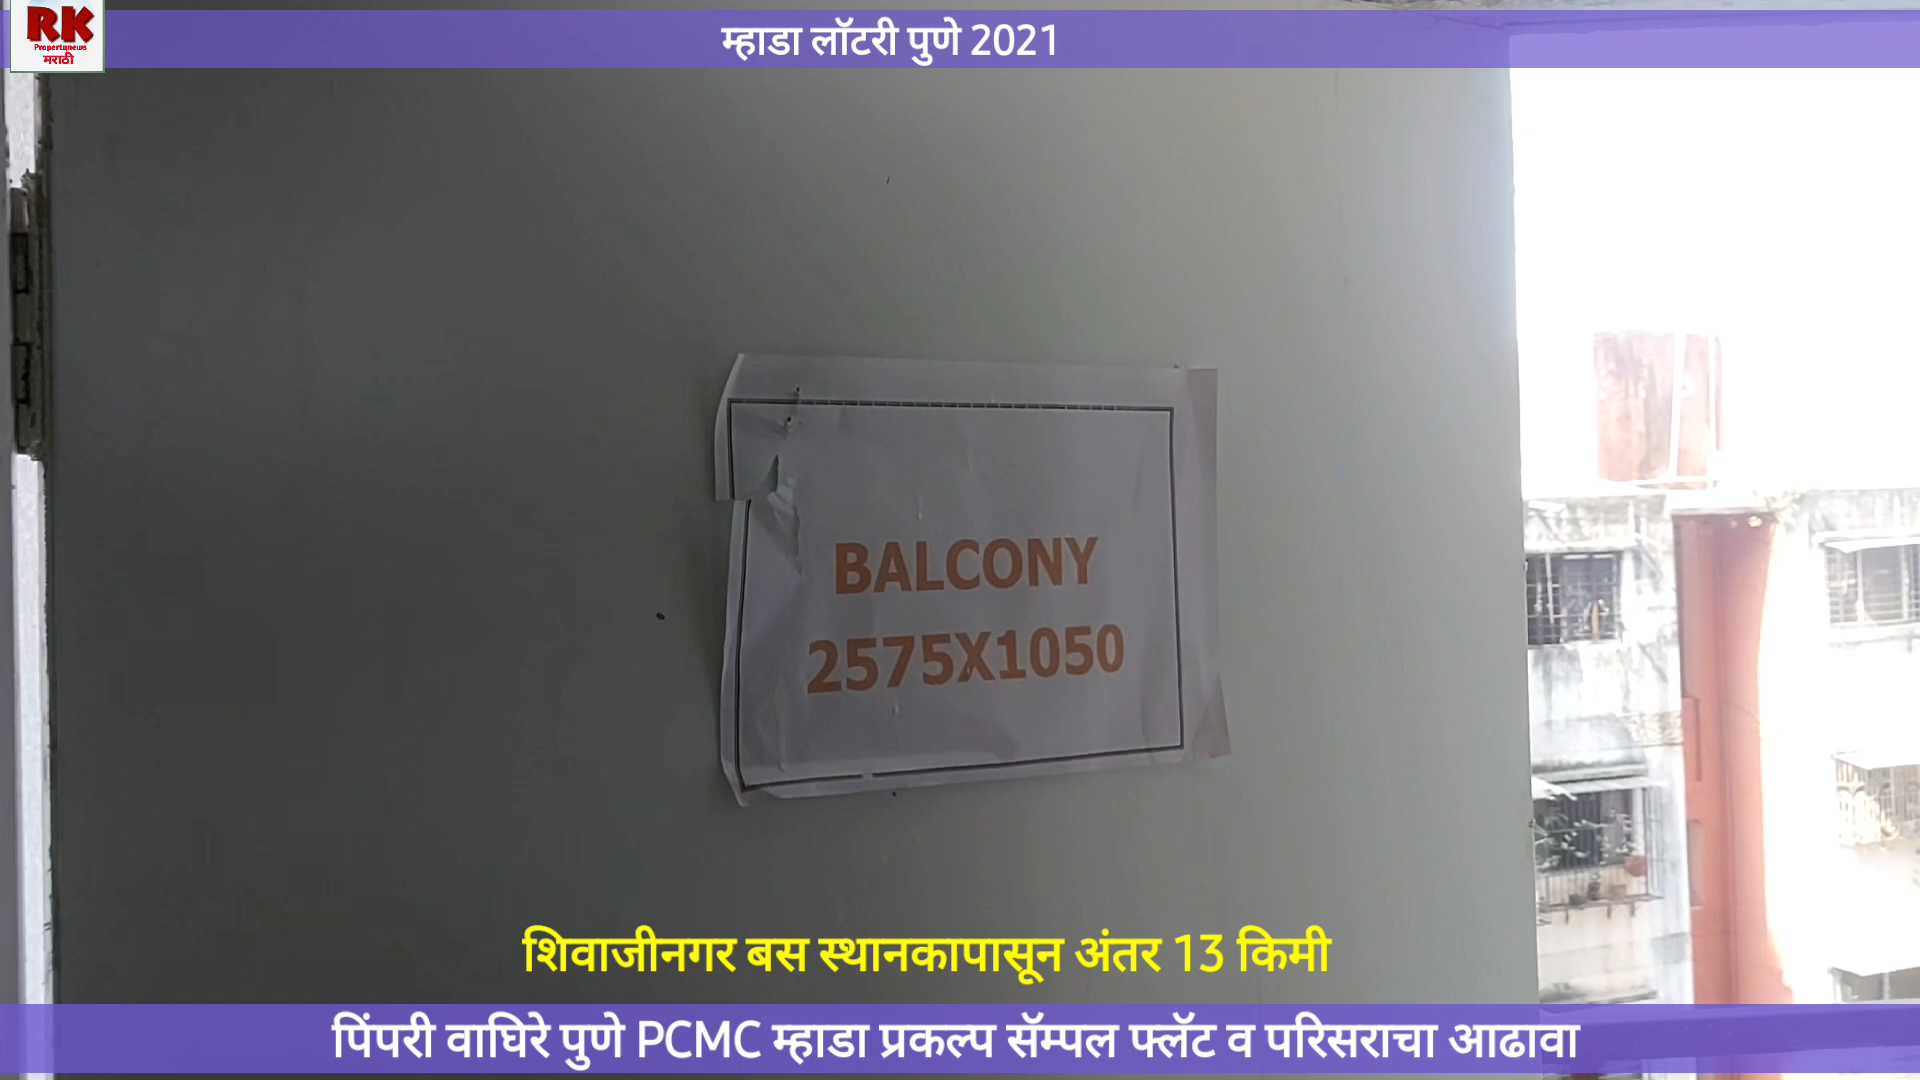 RK
Propertynews
मराठी
म्हाडा लॉटरी पुणे 2021
BALCONY
2575X1050
शिवाजीनगर बस स्थानकापासून अंतर 13 किमी
पिंपरी वाघिरे पुणे PCMC म्हाडा प्रकल्प सॅम्पल फ्लॅट व परिसराचा आढावा